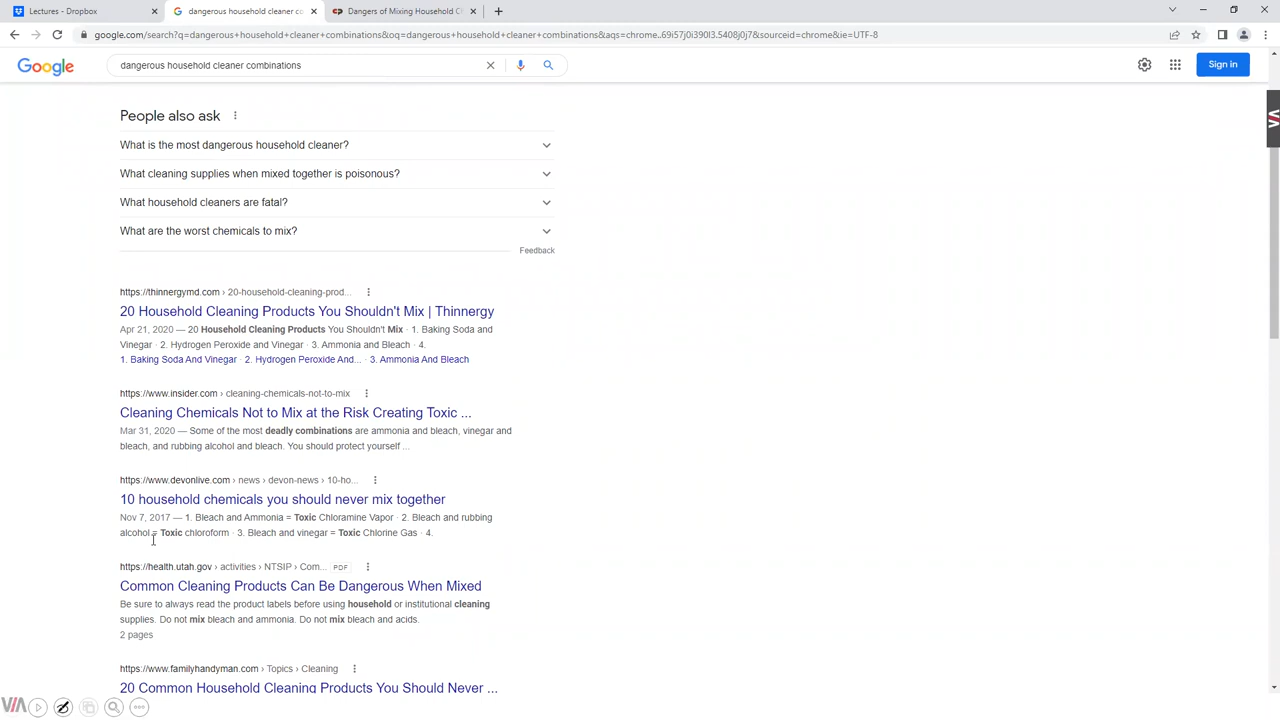 Lectures - Dropbox
dangerous household cleaner co
Dangers of Mixing Household C
google.com/search?q=dangerous+household+cleaner+combinations&oq=dangerous+household+cleaner+combinations&aqs=chrome..69i57j0i390l3.5408j0j7&sourceid=chrome&ie=UTF-8
Google
dangerous household cleaner combinations
Sign in
People also ask
What is the most dangerous household cleaner?
What cleaning supplies when mixed together is poisonous?
What household cleaners are fatal?
What are the worst chemicals to mix?
Feedback
https://thinnergymd.com › 20-household-cleaning-prod...
20 Household Cleaning Products You Shouldn't Mix | Thinnergy
Apr 21, 2020 — 20 Household Cleaning Products You Shouldn't Mix · 1. Baking Soda and
Vinegar · 2. Hydrogen Peroxide and Vinegar · 3. Ammonia and Bleach · 4.
1. Baking Soda And Vinegar · 2. Hydrogen Peroxide And... · 3. Ammonia And Bleach
https://www.insider.com › cleaning-chemicals-not-to-mix
Cleaning Chemicals Not to Mix at the Risk Creating Toxic ...
Mar 31, 2020 — Some of the most deadly combinations are ammonia and bleach, vinegar and
bleach, and rubbing alcohol and bleach. You should protect yourself ...
https://www.devonlive.com › news › devon-news › 10-ho...
10 household chemicals you should never mix together
Nov 7, 2017 — 1. Bleach and Ammonia = Toxic Chloramine Vapor · 2. Bleach and rubbing
alcohol = Toxic chloroform · 3. Bleach and vinegar = Toxic Chlorine Gas · 4.
https://health.utah.gov › activities › NTSIP › Com... PDF
Common Cleaning Products Can Be Dangerous When Mixed
Be sure to always read the product labels before using household or institutional cleaning
supplies. Do not mix bleach and ammonia. Do not mix bleach and acids.
2 pages
https://www.familyhandyman.com › Topics › Cleaning
20 Common Household Cleaning Products You Should Never ...
VIA